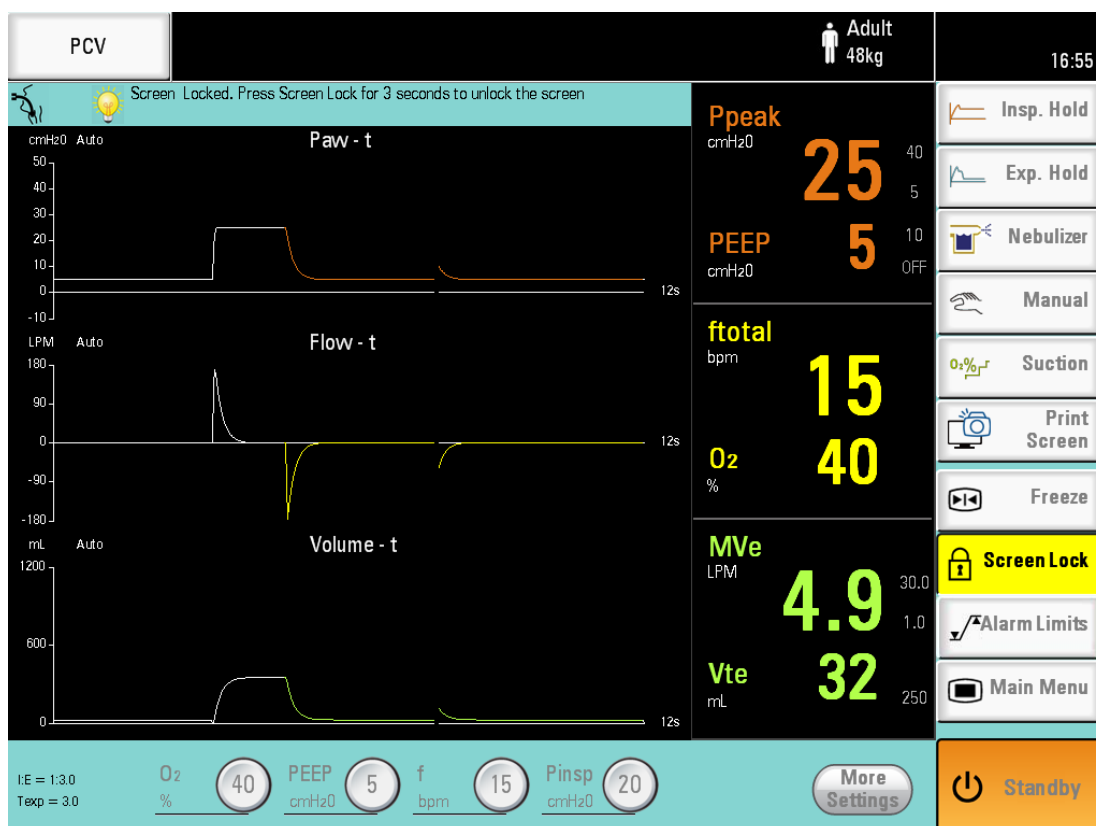 PCV
Adult
48kg
16:55
Screen Locked. Press Screen Lock for 3 seconds to unlock the screen
cmH20 Auto
Paw - t
50
40
30
20
10
0
-10
12s
LPM Auto
Flow - t
180
90
0
-90
-180
12s
mL Auto
Volume - t
1200
600
0
12s
Ppeak
cmH20
25
40
5
PEEP
cmH20
5
10
OFF
ftotal
bpm
15
O2
%
40
MVe
LPM
4.9
30.0
1.0
Vte
mL
32
250
Insp. Hold
Exp. Hold
Nebulizer
Manual
O2%
Suction
Print
Screen
Freeze
Screen Lock
Alarm Limits
Main Menu
Standby
I:E = 1:3.0
Texp = 3.0
O2
%
40
PEEP
cmH20
5
f
bpm
15
Pinsp
cmH20
20
More
Settings